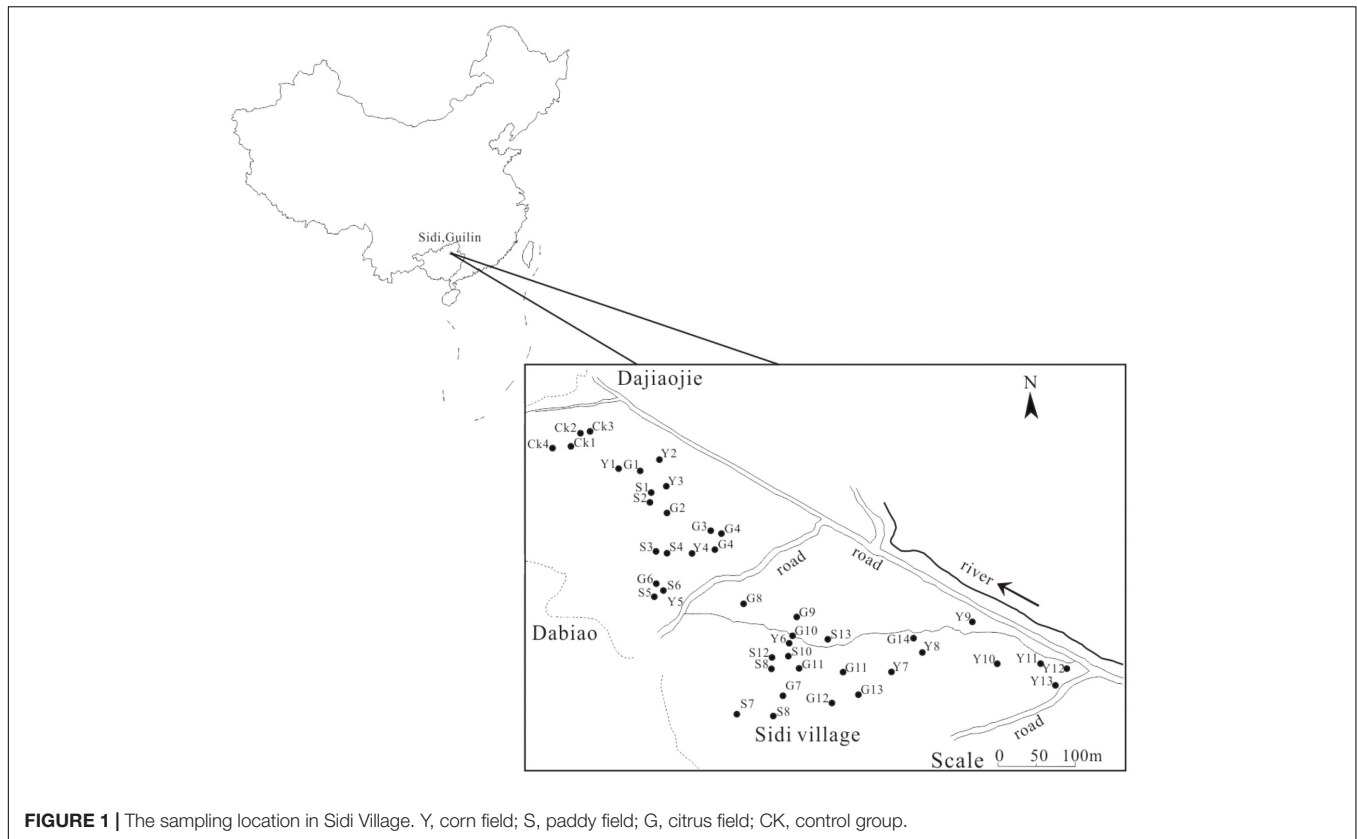 Sidi,Guilin
Dajiaojie
N
Ck2
Ck3
Ck4
Ck1
Y2
Y1
G1
Y3
S1
S2
G2
G3
G4
S3
S4
Y4
G4
road
road
river
G6
S6
S5
Y5
G8
G9
Y9
Dabiao
G10
S13
G14
Y6
Y8
S12
S10
Y10
Y11
Y12
S8
G11
G11
Y7
Y13
G7
G13
G12
S7
S8
road
Sidi village
Scale 0 50 100m
FIGURE 1 | The sampling location in Sidi Village. Y, corn field; S, paddy field; G, citrus field; CK, control group.